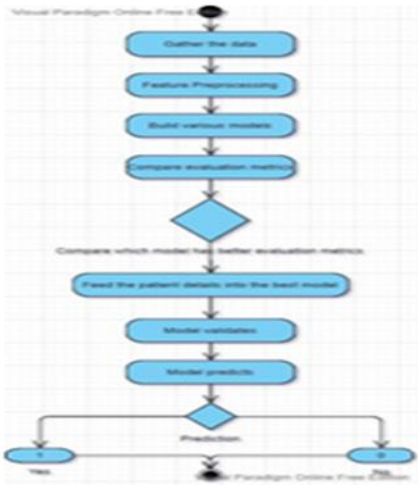 Visual Paradigm Online Free Edition
Gather the data
Feature Preprocessing
Build various models
Compare evaluation metrics
Compare which model has better evaluation metrics
Feed the patient details into the best model
Model validates
Model predicts
Prediction
1
0
Yes
No
Paradigm Online Free Edition